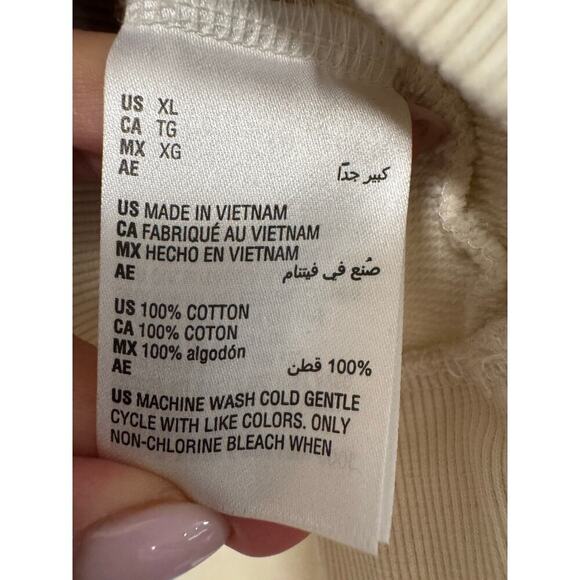 US XL
CA TG
MX XG
AE كبير جدًا
US MADE IN VIETNAM
CA FABRIQUÉ AU VIETNAM
MX HECHO EN VIETNAM
AE صُنع في فيتنام
US 100% COTTON
CA 100% COTON
MX 100% algodón
AE 100% قطن
US MACHINE WASH COLD GENTLE
CYCLE WITH LIKE COLORS. ONLY
NON-CHLORINE BLEACH WHEN